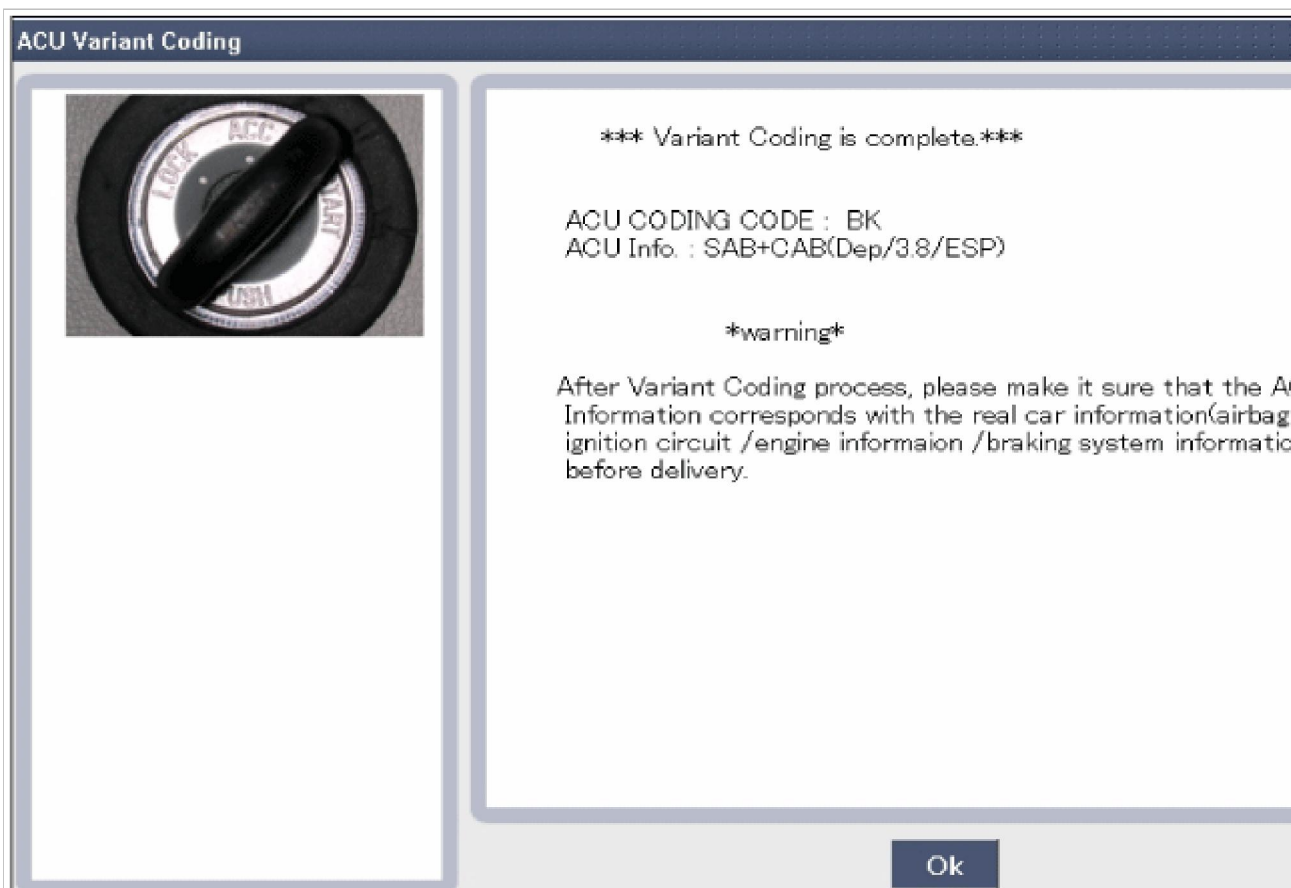 ACU Variant Coding
LOCK
ACC
PUSH
*** Variant Coding is complete.***
ACU CODING CODE : BK
ACU Info. : SAB+CAB(Dep/3.8/ESP)
*warning*
After Variant Coding process, please make it sure that the
Information corresponds with the real car information(airbag
ignition circuit /engine informaion /braking system
before delivery.
Ok